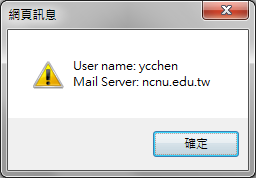 網頁訊息
User name: ycchen
Mail Server: ncnu.edu.tw
確定